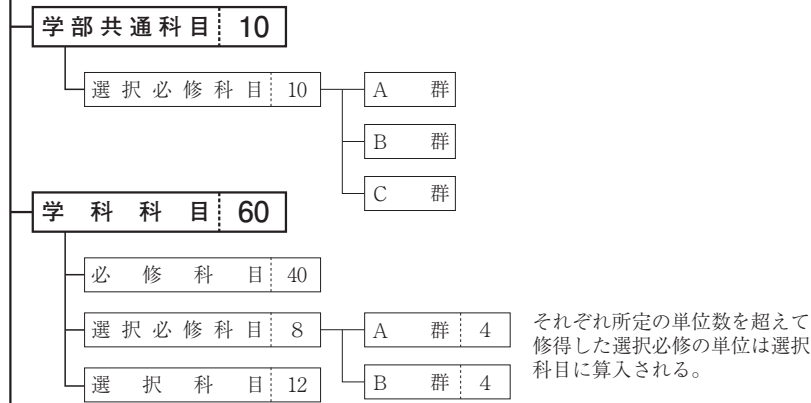 学部共通科目 10
選択必修科目 10
A 群
B 群
C 群
学科科目 60
必修科目 40
選択必修科目 8
A 群 4
B 群 4
選択科目 12
それぞれ所定の単位数を超えて
修得した選択必修の単位は選択
科目に算入される。